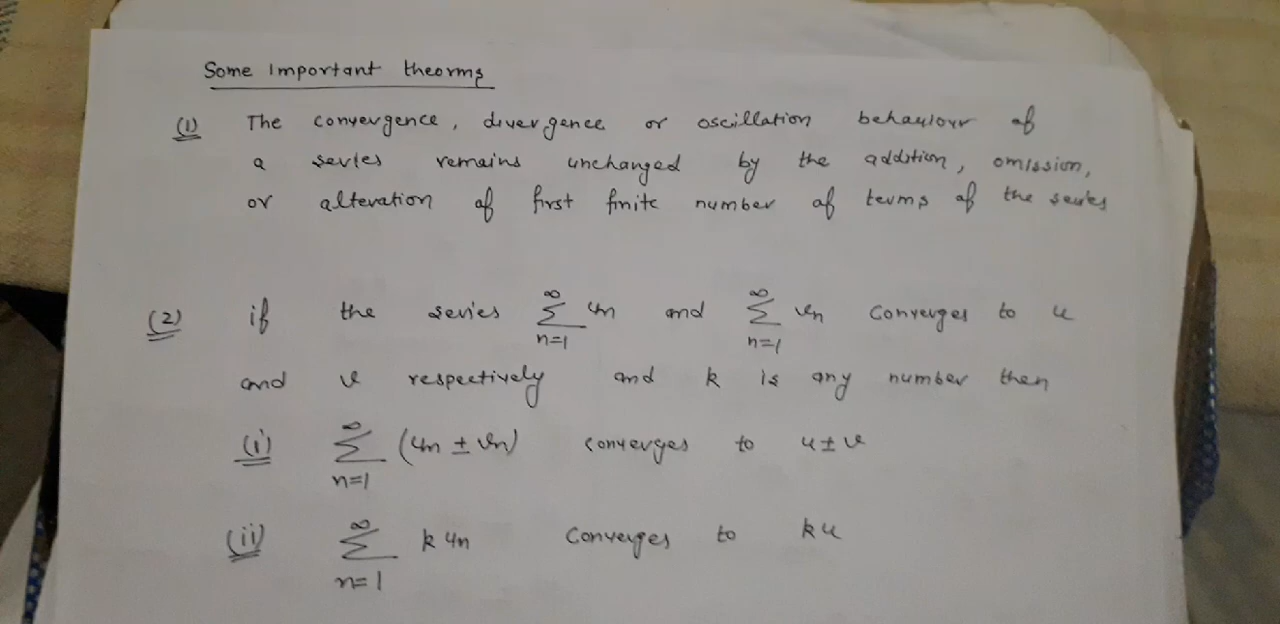 Some Important theorms
(1) The convergence, divergence or oscillation behaviour of
a series remains unchanged by the addition, omission,
or alteration of first finite number of terms of the series
(2) if the series ∑_{n=1}^{∞} uₙ and ∑_{n=1}^{∞} vₙ Converges to u
and v respectively and k is any number then
(i) ∑_{n=1}^{∞} (uₙ ± vₙ) converges to u ± v
(ii) ∑_{n=1}^{∞} k uₙ Converges to ku